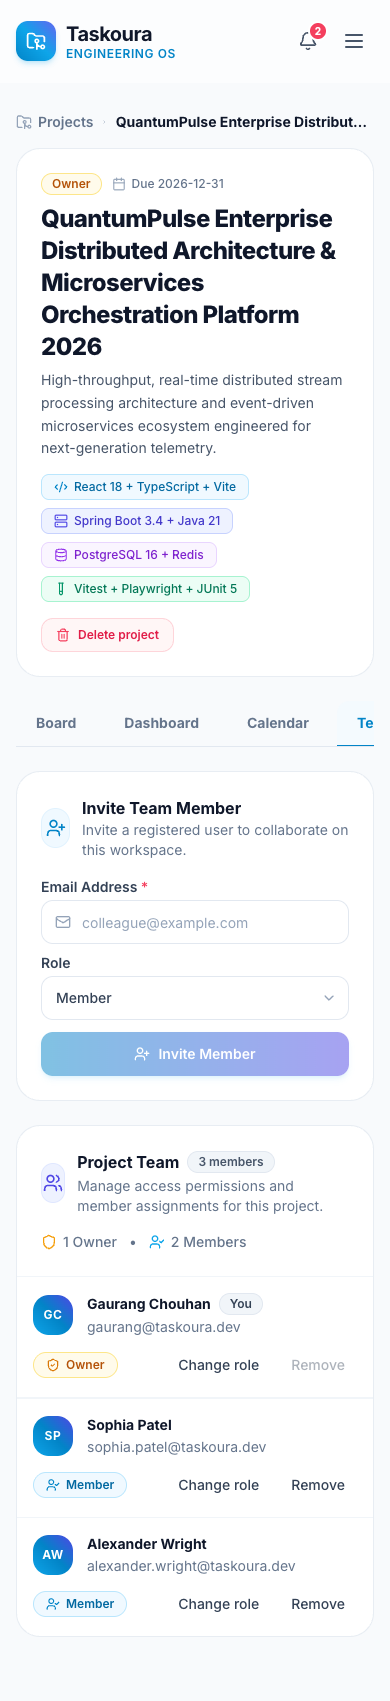 Taskoura
ENGINEERING OS
2
Projects
QuantumPulse Enterprise Distribut...
Owner
Due 2026-12-31
QuantumPulse Enterprise
Distributed Architecture &
Microservices
Orchestration Platform
2026
High-throughput, real-time distributed stream
processing architecture and event-driven
microservices ecosystem engineered for
next-generation telemetry.
React 18 + TypeScript + Vite
Spring Boot 3.4 + Java 21
PostgreSQL 16 + Redis
Vitest + Playwright + JUnit 5
Delete project
Board Dashboard Calendar Te
Invite Team Member
Invite a registered user to collaborate on
this workspace.
Email Address *
colleague@example.com
Role
Member
Invite Member
Project Team 3 members
Manage access permissions and
member assignments for this project.
1 Owner • 2 Members
GC
Gaurang Chouhan You
gaurang@taskoura.dev
Owner Change role Remove
SP
Sophia Patel
sophia.patel@taskoura.dev
Member Change role Remove
AW
Alexander Wright
alexander.wright@taskoura.dev
Member Change role Remove